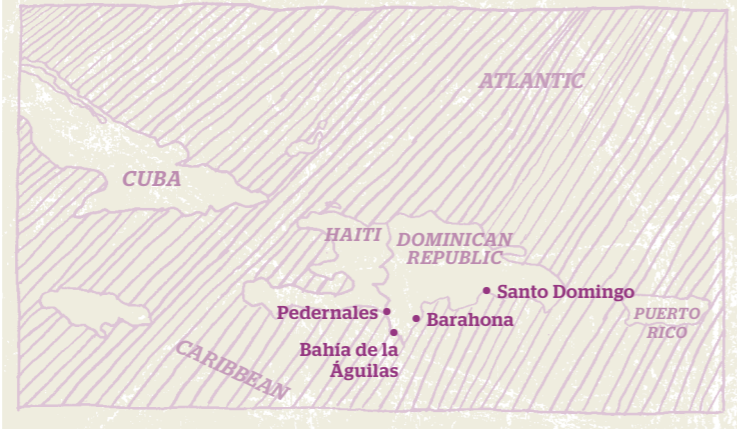 ATLANTIC
CUBA
HAITI
DOMINICAN
REPUBLIC
Santo Domingo
Pedernales
Barahona
PUERTO
RICO
Bahía de la
Águilas
CARIBBEAN